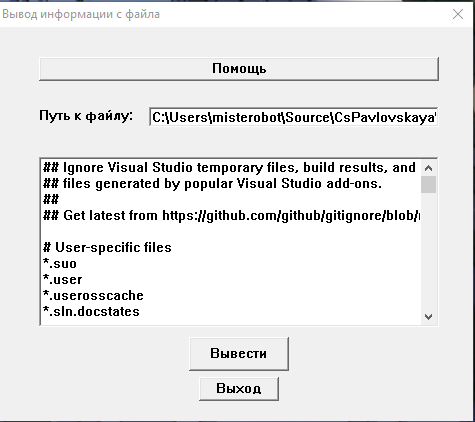 Вывод информации с файла
Помощь
Путь к файлу:
C:\Users\misterobot\Source\CsPavlovskaya
## Ignore Visual Studio temporary files, build results, and
## files generated by popular Visual Studio add-ons.
##
## Get latest from https://github.com/github/gitignore/blob/
# User-specific files
*.suo
*.user
*.userosscache
*.sln.docstates
Вывести
Выход